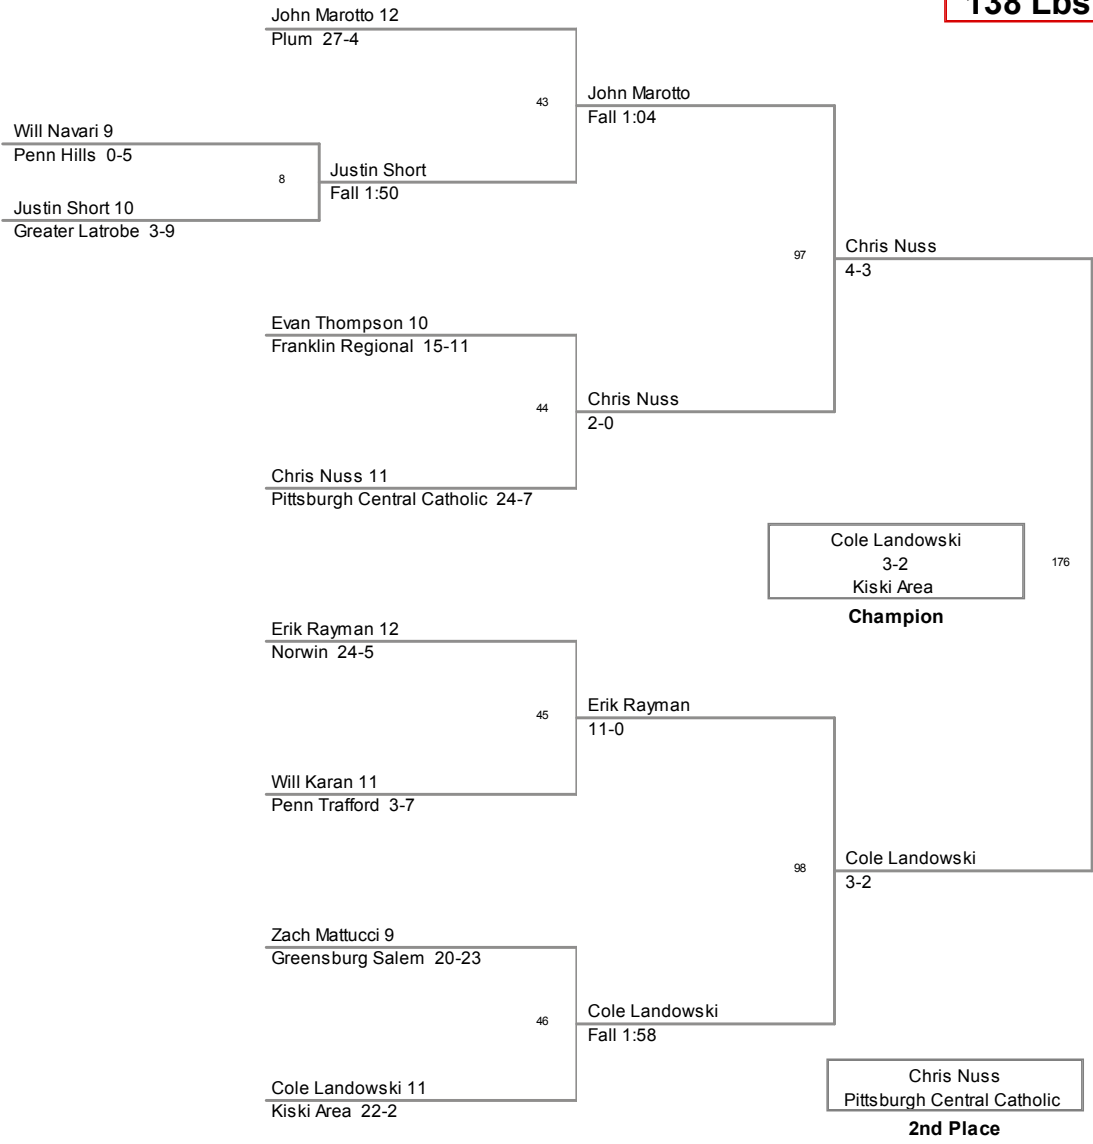 138 Lbs
John Marotto 12
Plum 27-4
43
John Marotto
Fall 1:04
Will Navari 9
Penn Hills 0-5
8
Justin Short
Fall 1:50
Justin Short 10
Greater Latrobe 3-9
97
Chris Nuss
4-3
Evan Thompson 10
Franklin Regional 15-11
44
Chris Nuss
2-0
Chris Nuss 11
Pittsburgh Central Catholic 24-7
Cole Landowski
3-2
Kiski Area
176
Champion
Erik Rayman 12
Norwin 24-5
45
Erik Rayman
11-0
Will Karan 11
Penn Trafford 3-7
98
Cole Landowski
3-2
Zach Mattucci 9
Greensburg Salem 20-23
46
Cole Landowski
Fall 1:58
Cole Landowski 11
Kiski Area 22-2
Chris Nuss
Pittsburgh Central Catholic
2nd Place